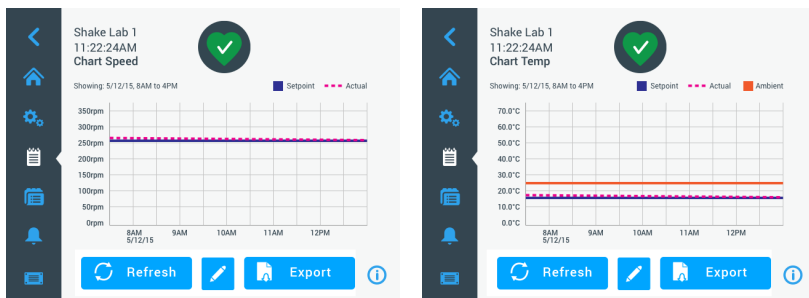 Shake Lab 1
11:22:24AM
Chart Speed
Showing: 5/12/15, 8AM to 4PM
Setpoint Actual
350rpm
300rpm
250rpm
200rpm
150rpm
100rpm
50rpm
0rpm
8AM 9AM 10AM 11AM 12PM
5/12/15
Refresh Export
Shake Lab 1
11:22:24AM
Chart Temp
Showing: 5/12/15, 8AM to 4PM
Setpoint Actual Ambient
70.0°C
60.0°C
50.0°C
40.0°C
30.0°C
20.0°C
10.0°C
0.0°C
8AM 9AM 10AM 11AM 12PM
5/12/15
Refresh Export